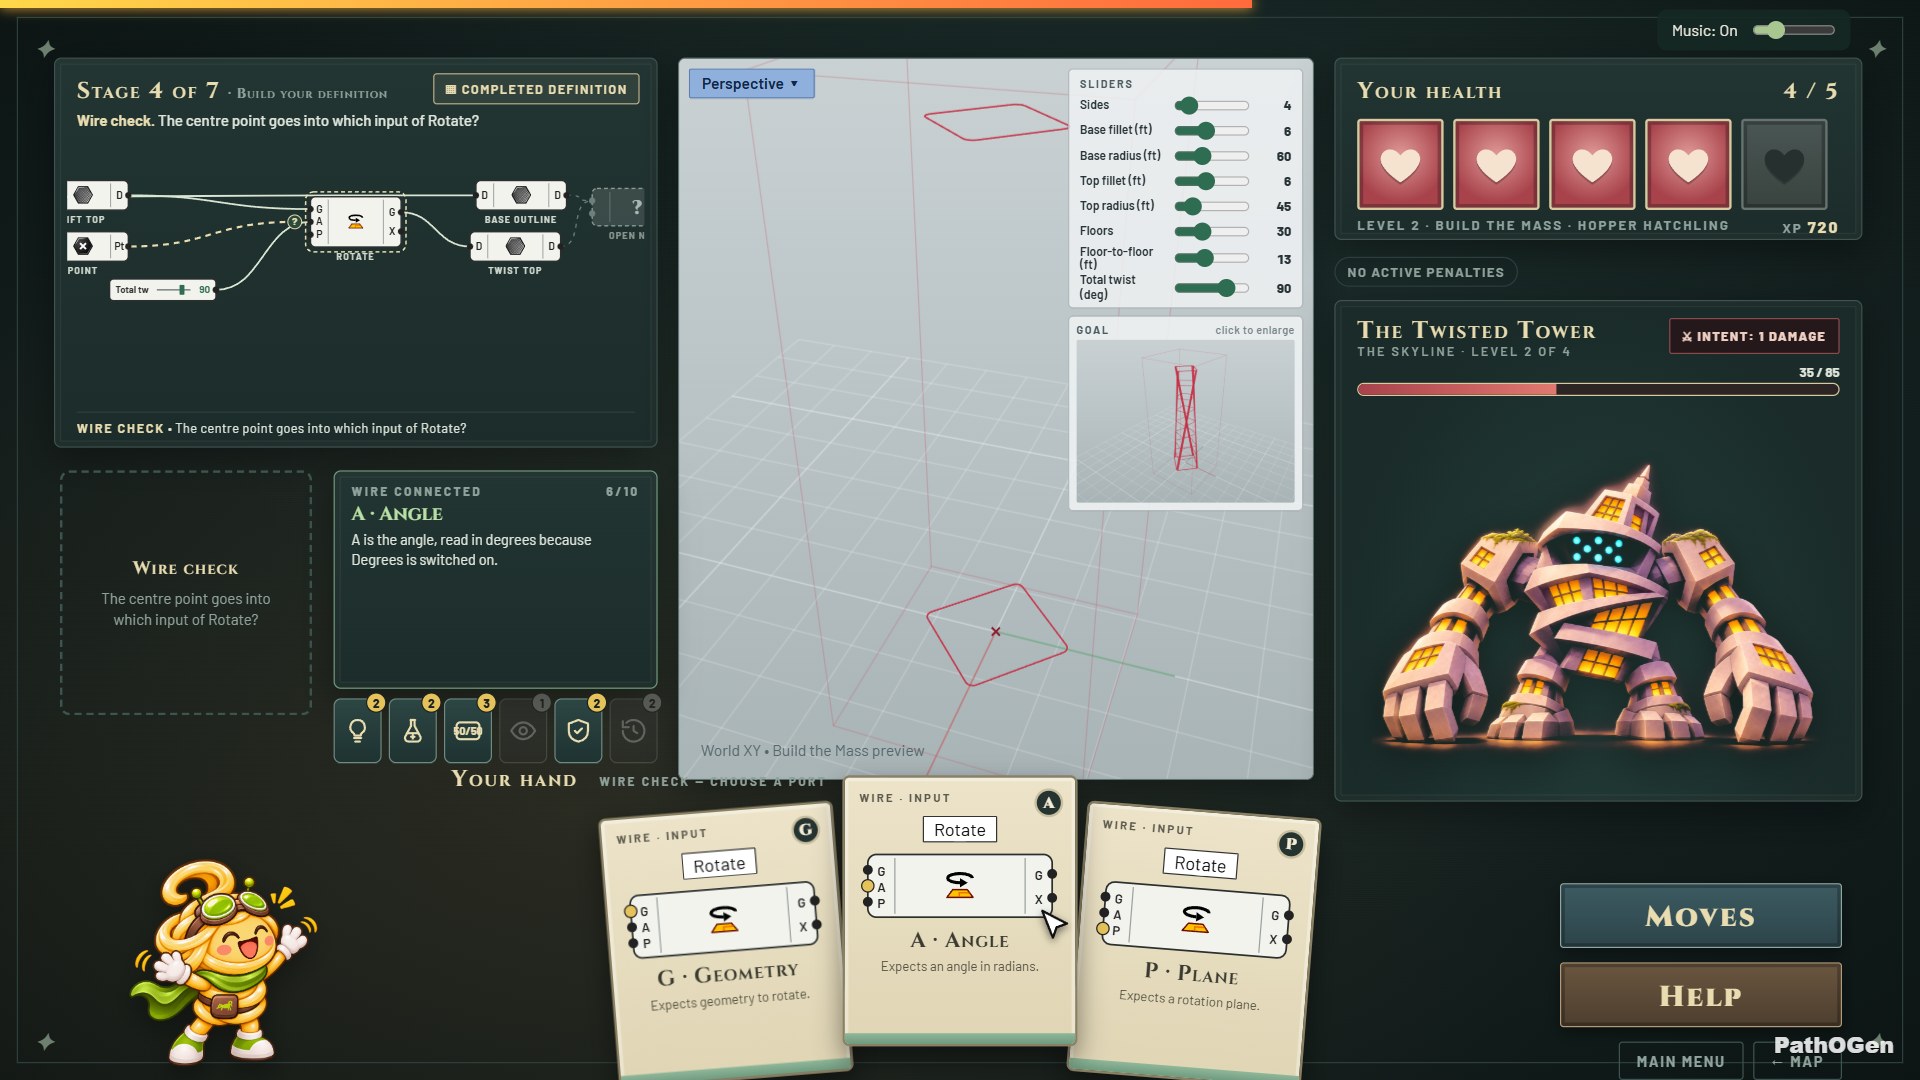 Music: On
STAGE 4 OF 7 · BUILD YOUR DEFINITION
COMPLETED DEFINITION
Wire check. The centre point goes into which input of Rotate?
D
IFT TOP
Pt
POINT
Total tw 90
?
G
A
P
G
X
ROTATE
D D
BASE OUTLINE
D D
TWIST TOP
?
OPEN N
WIRE CHECK • The centre point goes into which input of Rotate?
WIRE CHECK
The centre point goes into
which input of Rotate?
WIRE CONNECTED 6/10
A · ANGLE
A is the angle, read in degrees because
Degrees is switched on.
2 2 3 1 2 2
50/50
Perspective ▼
SLIDERS
Sides 4
Base fillet (ft) 6
Base radius (ft) 60
Top fillet (ft) 6
Top radius (ft) 45
Floors 30
Floor-to-floor
(ft) 13
Total twist
(deg) 90
GOAL click to enlarge
World XY • Build the Mass preview
YOUR HEALTH 4 / 5
LEVEL 2 · BUILD THE MASS · HOPPER HATCHLING XP 720
NO ACTIVE PENALTIES
THE TWISTED TOWER
THE SKYLINE · LEVEL 2 OF 4
INTENT: 1 DAMAGE
35 / 85
YOUR HAND WIRE CHECK – CHOOSE A PORT
WIRE · INPUT G
Rotate
G
A
P
G
X
G · GEOMETRY
Expects geometry to rotate.
WIRE · INPUT A
Rotate
G
A
P
G
X
A · ANGLE
Expects an angle in radians.
WIRE · INPUT P
Rotate
G
A
P
G
X
P · PLANE
Expects a rotation plane.
MOVES
HELP
MAIN MENU
← MAP
PathOGen